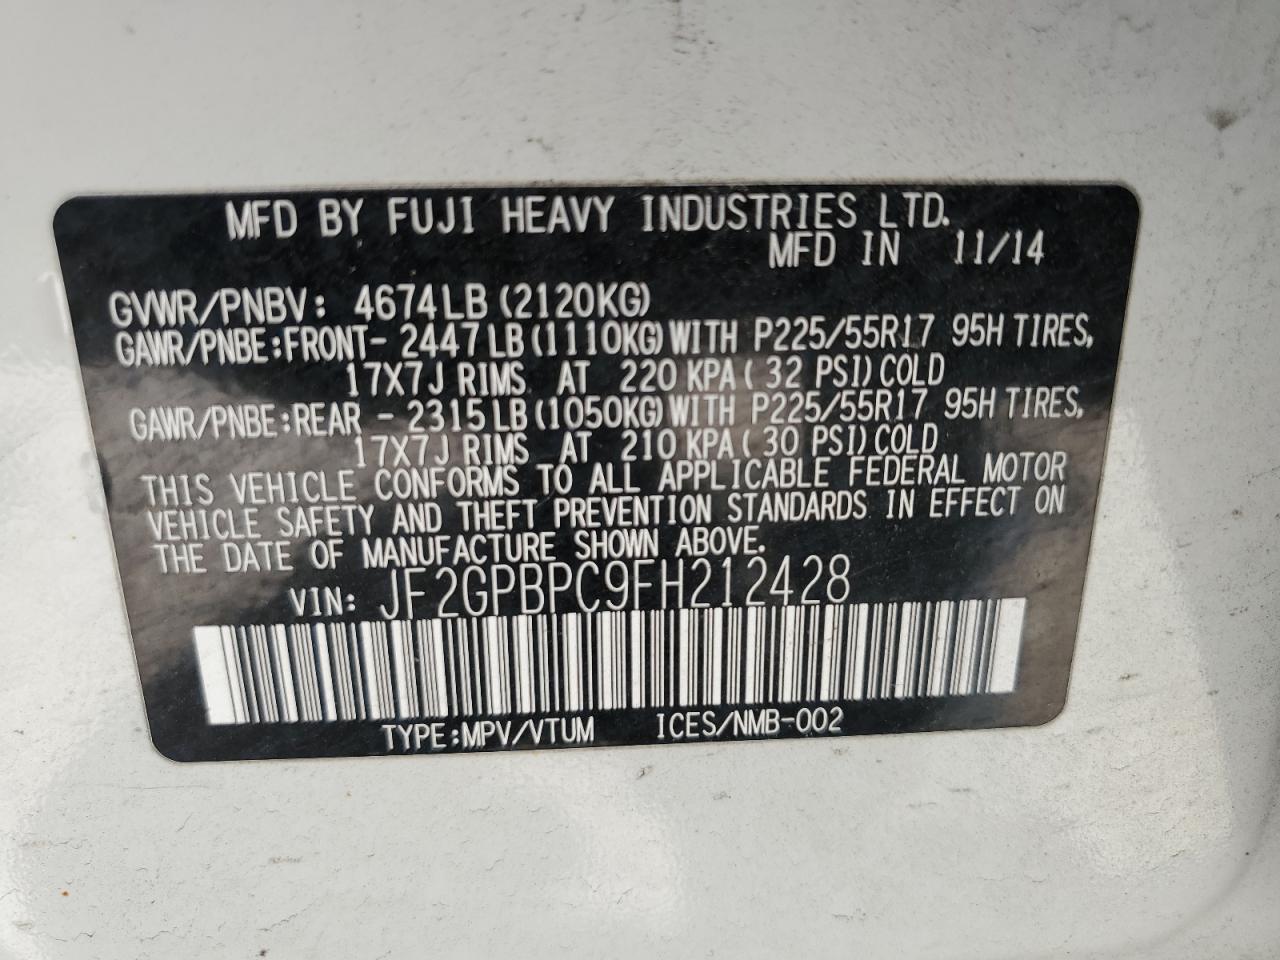 MFD BY FUJI HEAVY INDUSTRIES LTD.
MFD IN 11/14
GVWR/PNBV: 4674LB (2120KG)
GAWR/PNBE:FRONT- 2447LB(1110KG)WITH P225/55R17 95H TIRES,
17X7J RIMS AT 220 KPA( 32 PSI)COLD
GAWR/PNBE:REAR - 2315LB(1050KG)WITH P225/55R17 95H TIRES,
17X7J RIMS AT 210 KPA( 30 PSI)COLD
THIS VEHICLE CONFORMS TO ALL APPLICABLE FEDERAL MOTOR
VEHICLE SAFETY AND THEFT PREVENTION STANDARDS IN EFFECT ON
THE DATE OF MANUFACTURE SHOWN ABOVE.
VIN: JF2GPBPC9FH212428
TYPE:MPV/VTUM ICES/NMB-002